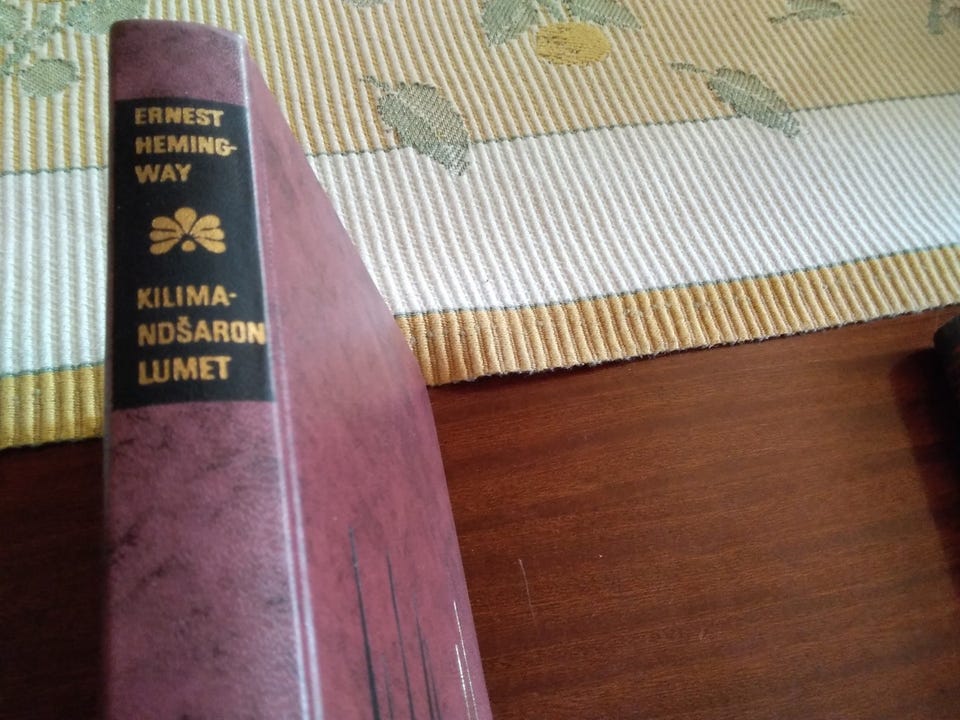 ERNEST
HEMING-
WAY
KILIMA-
NDŠARON
LUMET